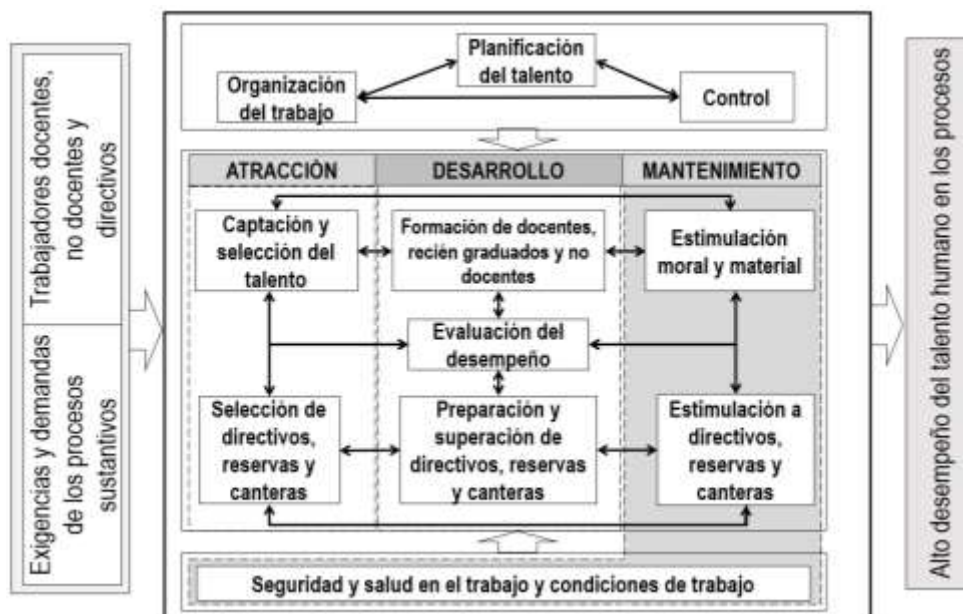 Trabajadores docentes,
no docentes y
directivos
Exigencias y demandas
de los procesos
sustantivos
Planificación
del talento
Organización
del trabajo
Control
ATRACCIÓN
DESARROLLO
MANTENIMIENTO
Captación y
selección del
talento
Formación de docentes,
recién graduados y no
docentes
Estimulación
moral y material
Evaluación del
desempeño
Selección de
directivos,
reservas y
canteras
Preparación y
superación de
directivos, reservas
y canteras
Estimulación a
directivos,
reservas y
canteras
Seguridad y salud en el trabajo y condiciones de trabajo
Alto desempeño del talento humano en los procesos